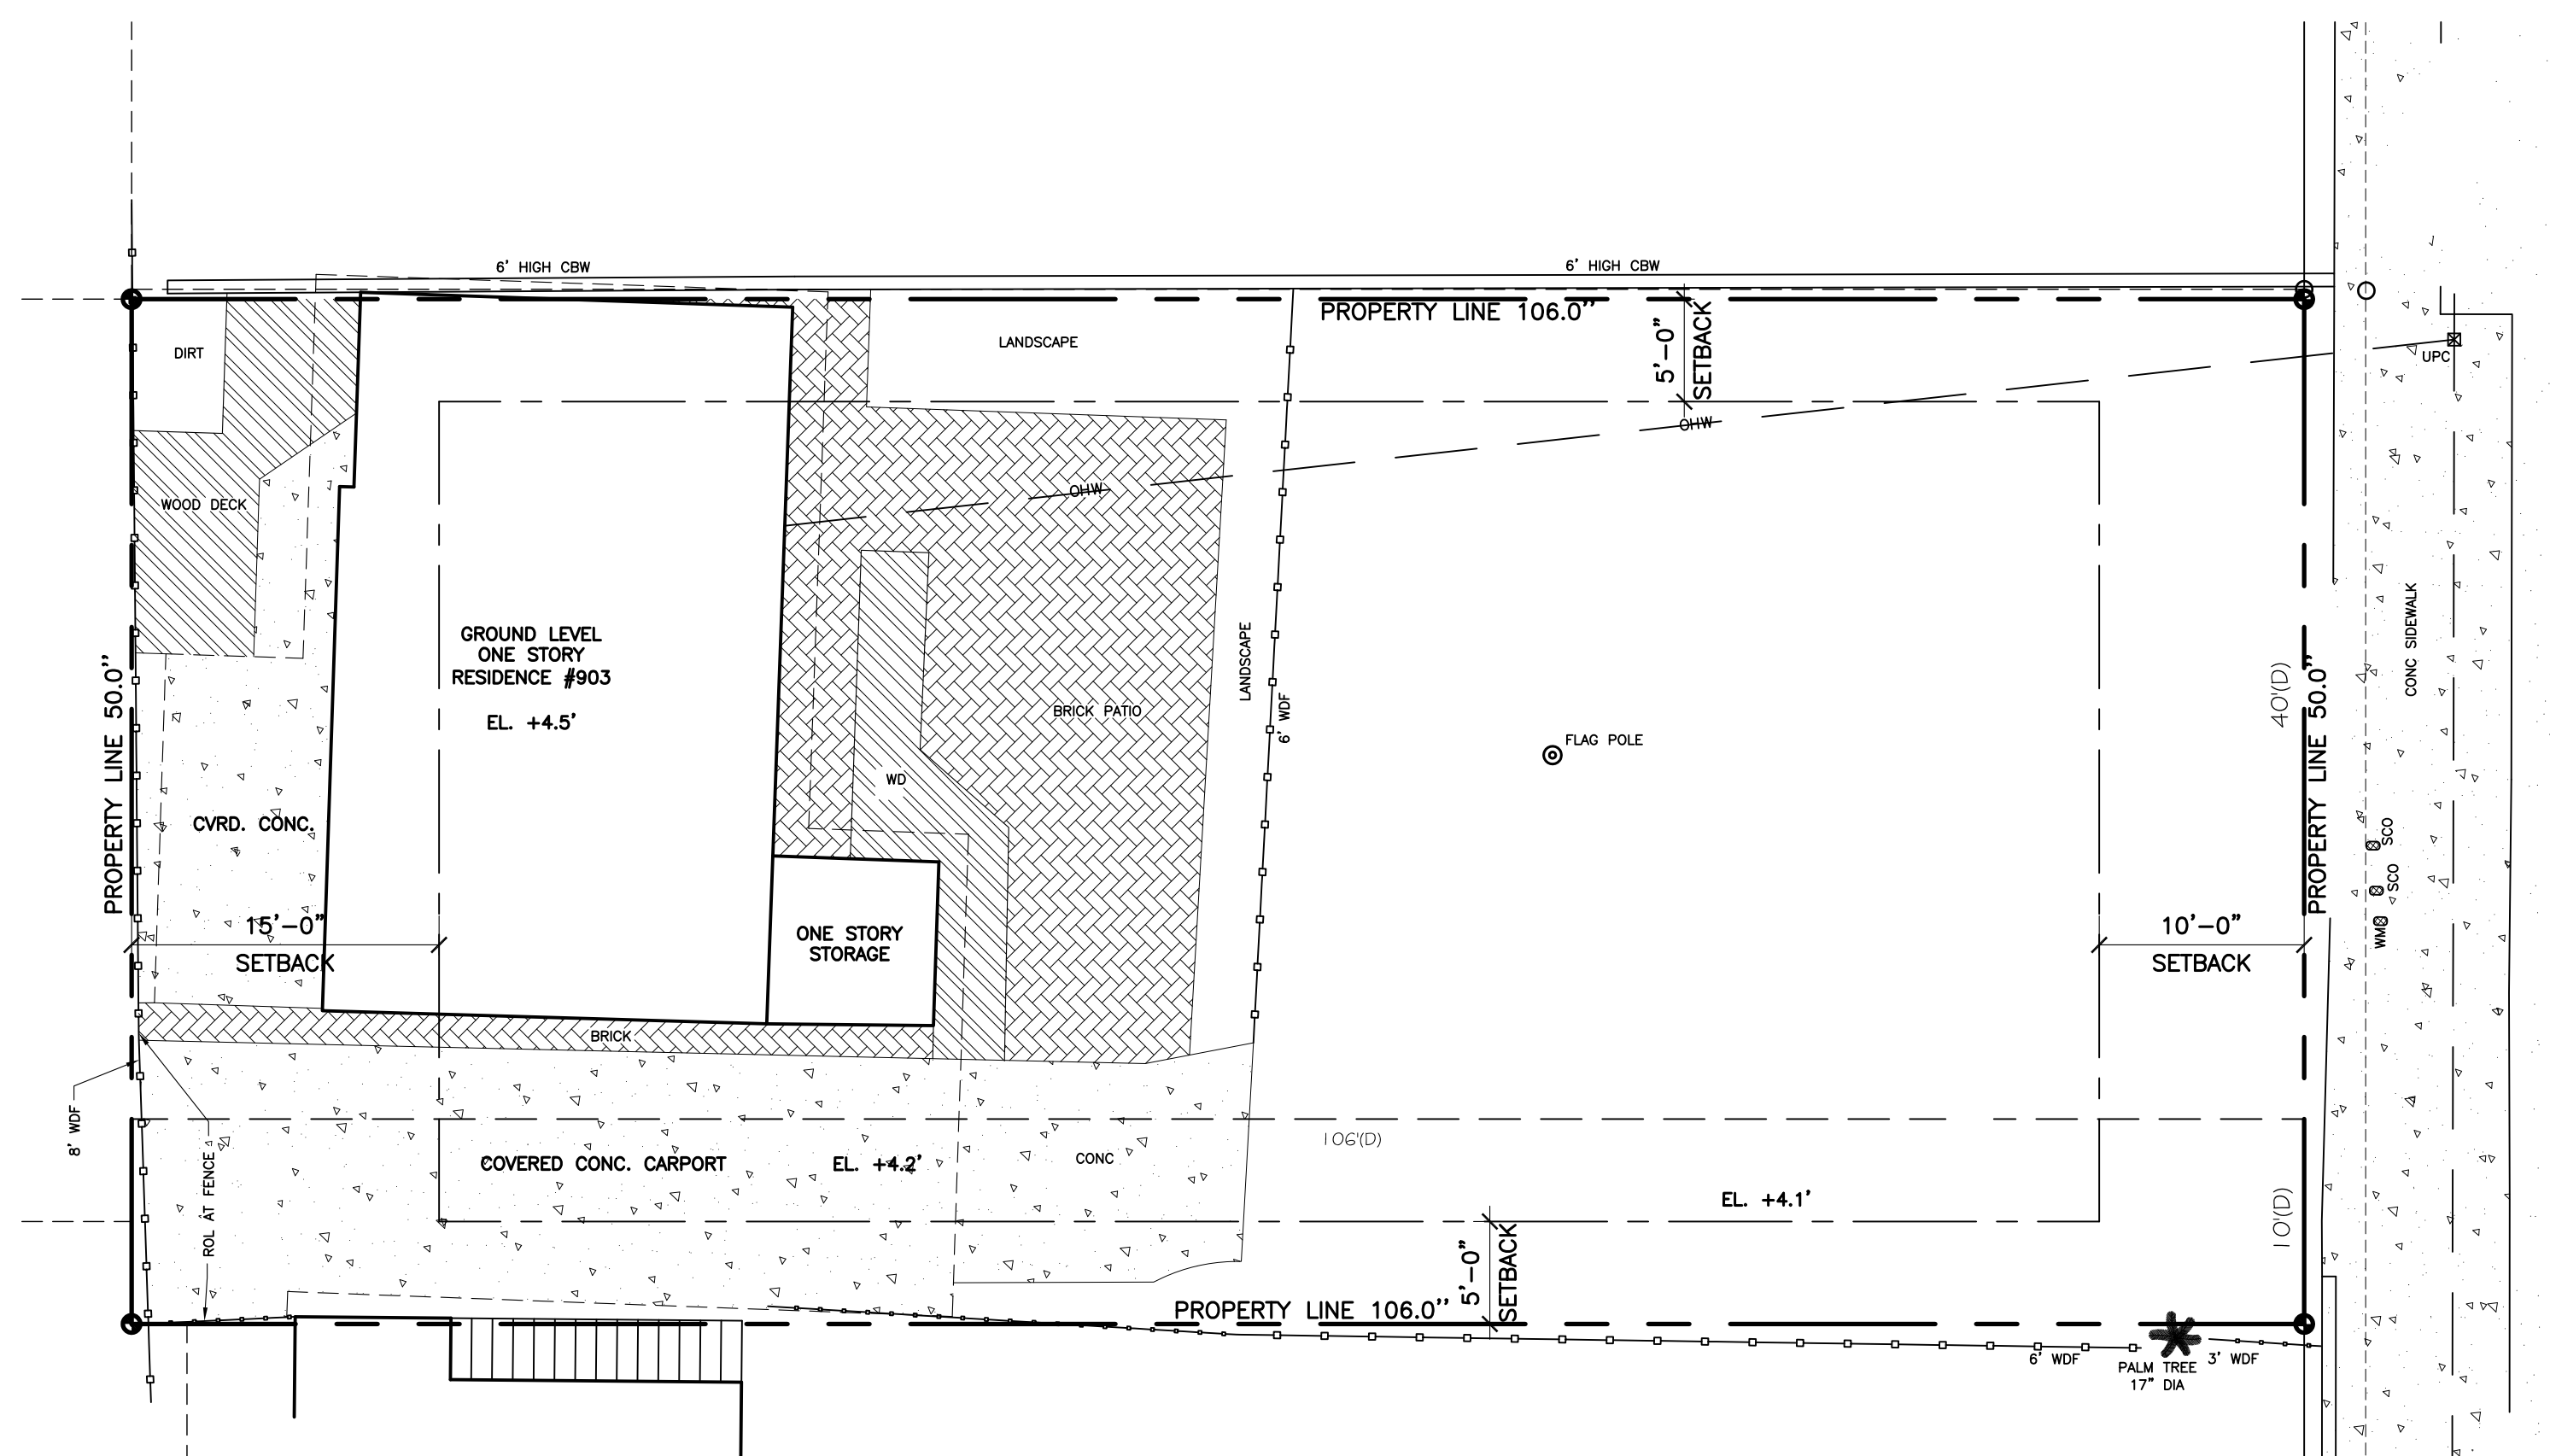 6' HIGH CBW
6' HIGH CBW
PROPERTY LINE 106.0''
5'-0"
SETBACK
DIRT
LANDSCAPE
UPC
OHW
OHW
WOOD DECK
GROUND LEVEL
ONE STORY
RESIDENCE #903
EL. +4.5'
LANDSCAPE
6' WDF
BRICK PATIO
FLAG POLE
40'(D)
PROPERTY LINE 50.0''
CONC SIDEWALK
PROPERTY LINE 50.0''
WD
CVRD. CONC.
SCO
SCO
WM
15'-0"
SETBACK
ONE STORY
STORAGE
10'-0"
SETBACK
BRICK
8' WDF
ROL AT FENCE
COVERED CONC. CARPORT
EL. +4.2'
CONC
106'(D)
EL. +4.1'
10'(D)
5'-0"
SETBACK
PROPERTY LINE 106.0''
6' WDF
PALM TREE
17" DIA
3' WDF